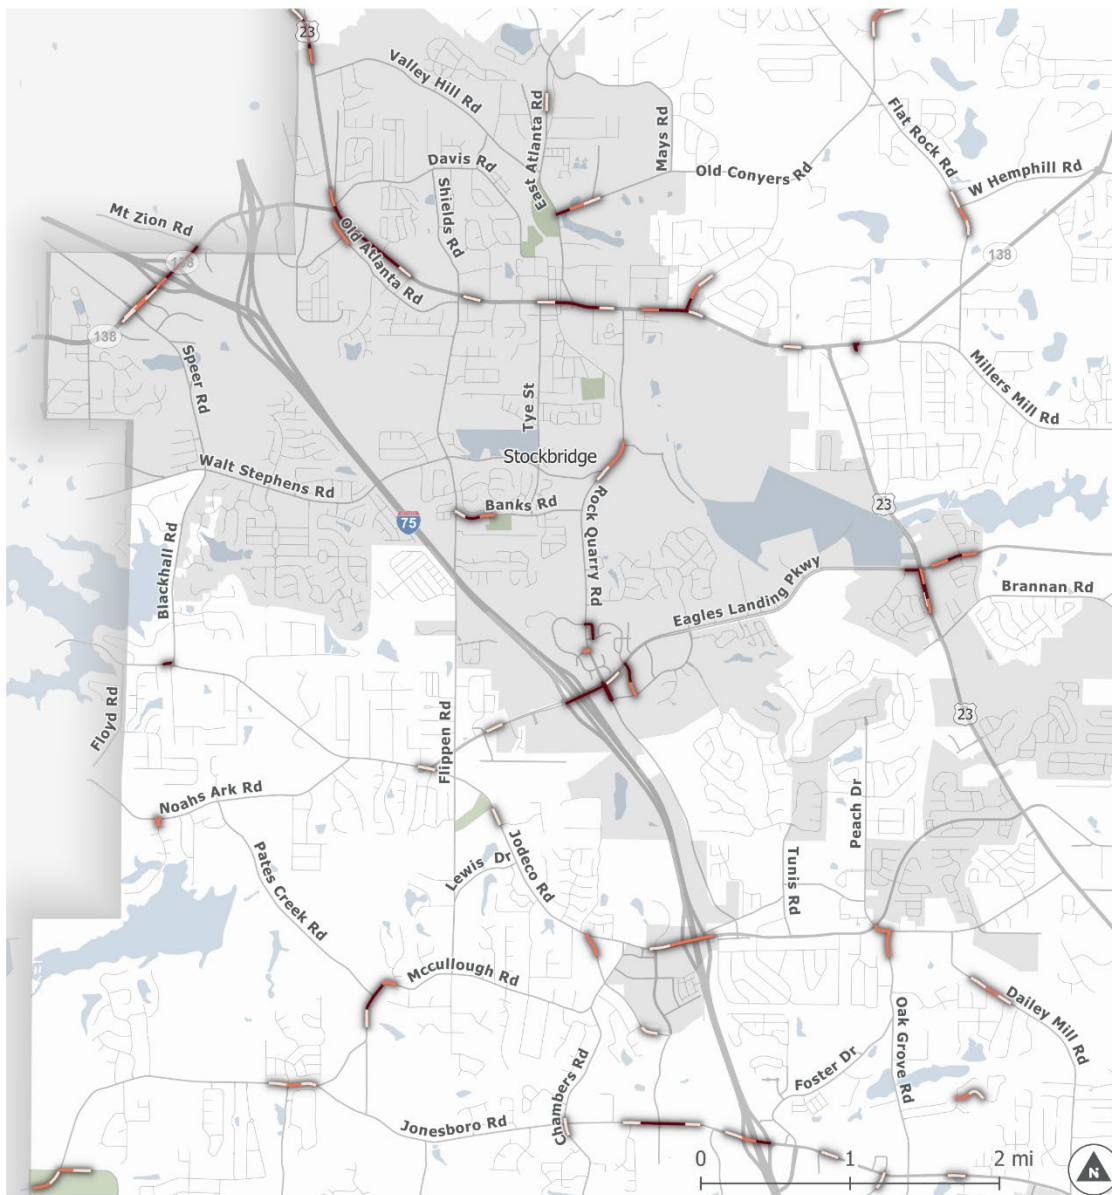 23
Valley Hill Rd
East Atlanta Rd
Mays Rd
Flat Rock Rd
Davis Rd
Old Conyers Rd
W Hemphill Rd
Shields Rd
Mt Zion Rd
Old Atlanta Rd
138
138
138
Speer Rd
Millers Mill Rd
Tye St
Stockbridge
Walt Stephens Rd
Banks Rd
23
75
Rock Quarry Rd
Blackhall Rd
Eagles Landing Pkwy
Brannan Rd
Floyd Rd
Flippen Rd
23
Noahs Ark Rd
Peach Dr
Jodeco Rd
Lewis Dr
Tunis Rd
Pates Creek Rd
Mccullough Rd
Dailey Mill Rd
Oak Grove Rd
Foster Dr
Chambers Rd
Jonesboro Rd
0 1 2 mi
N